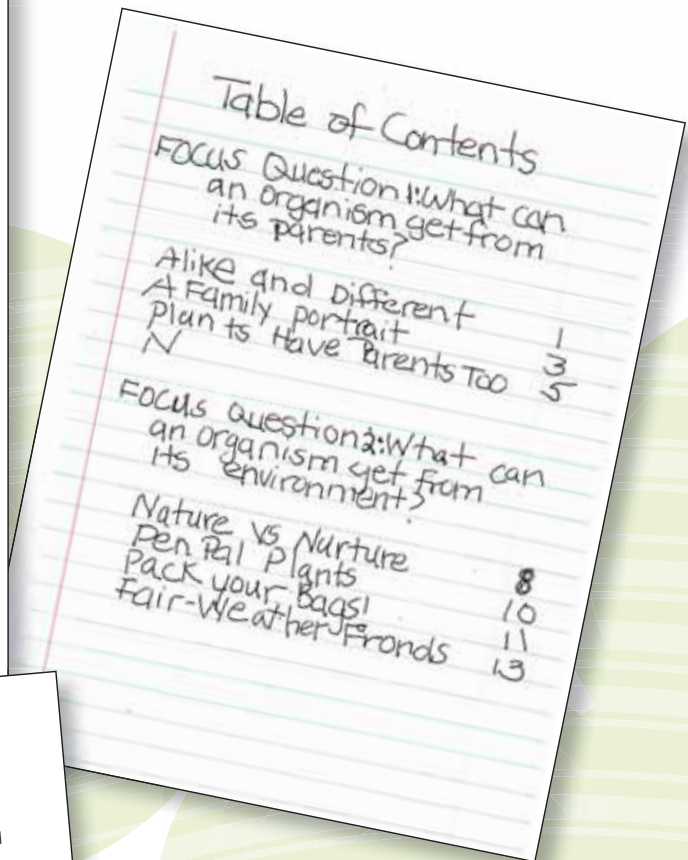 Table of Contents
FOCUS Question 1: What can
an organism get from
its parents?
Alike and Different 1
A Family portrait 3
Plants Have Parents Too 5
N
FOCUS Question 2: What can
an organism get from
its environment?
Nature vs Nurture 8
Pen Pal Plants 10
Pack your Bags! 11
Fair-Weather Fronds 13